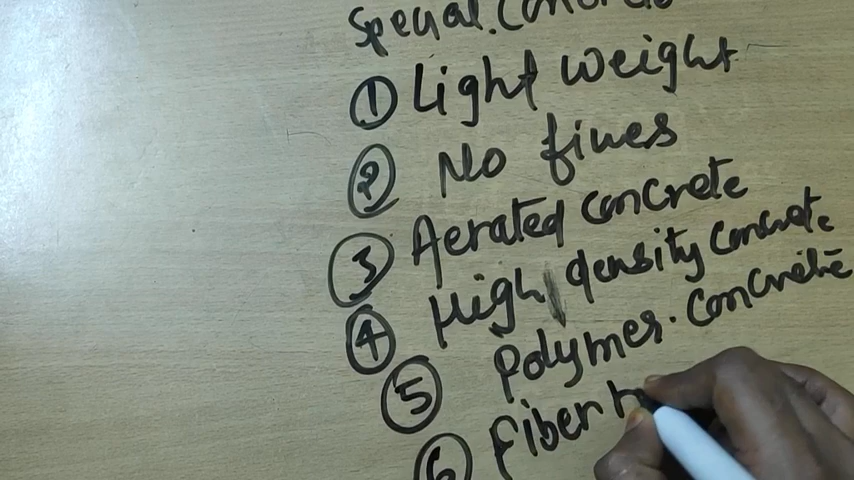 Special.Concrete
① Light weight
② No fines
③ Aerated concrete
④ High density concrete
⑤ Polymer.concrete
⑥ Fiber